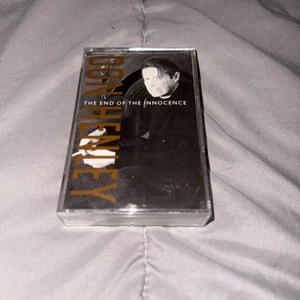 DON HENLEY
THE END OF THE INNOCENCE